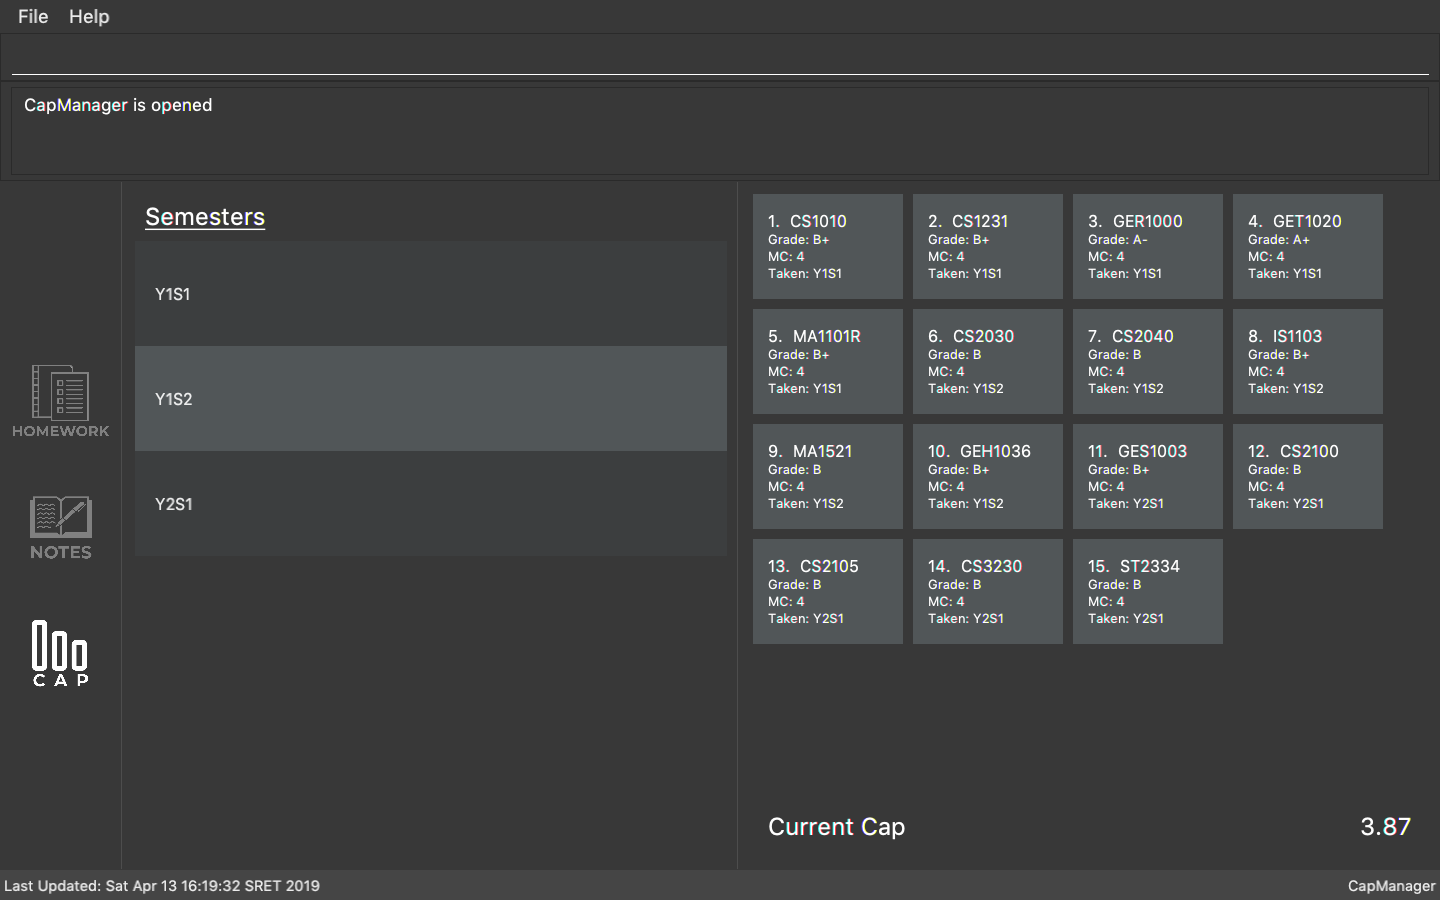 File Help
CapManager is opened
HOMEWORK
NOTES
CAP
Semesters
Y1S1
Y1S2
Y2S1
1. CS1010
Grade: B+
MC: 4
Taken: Y1S1
2. CS1231
Grade: B+
MC: 4
Taken: Y1S1
3. GER1000
Grade: A-
MC: 4
Taken: Y1S1
4. GET1020
Grade: A+
MC: 4
Taken: Y1S1
5. MA1101R
Grade: B+
MC: 4
Taken: Y1S1
6. CS2030
Grade: B
MC: 4
Taken: Y1S2
7. CS2040
Grade: B
MC: 4
Taken: Y1S2
8. IS1103
Grade: B+
MC: 4
Taken: Y1S2
9. MA1521
Grade: B
MC: 4
Taken: Y1S2
10. GEH1036
Grade: B+
MC: 4
Taken: Y1S2
11. GES1003
Grade: B+
MC: 4
Taken: Y2S1
12. CS2100
Grade: B
MC: 4
Taken: Y2S1
13. CS2105
Grade: B
MC: 4
Taken: Y2S1
14. CS3230
Grade: B
MC: 4
Taken: Y2S1
15. ST2334
Grade: B
MC: 4
Taken: Y2S1
Current Cap 3.87
Last Updated: Sat Apr 13 16:19:32 SRET 2019 CapManager